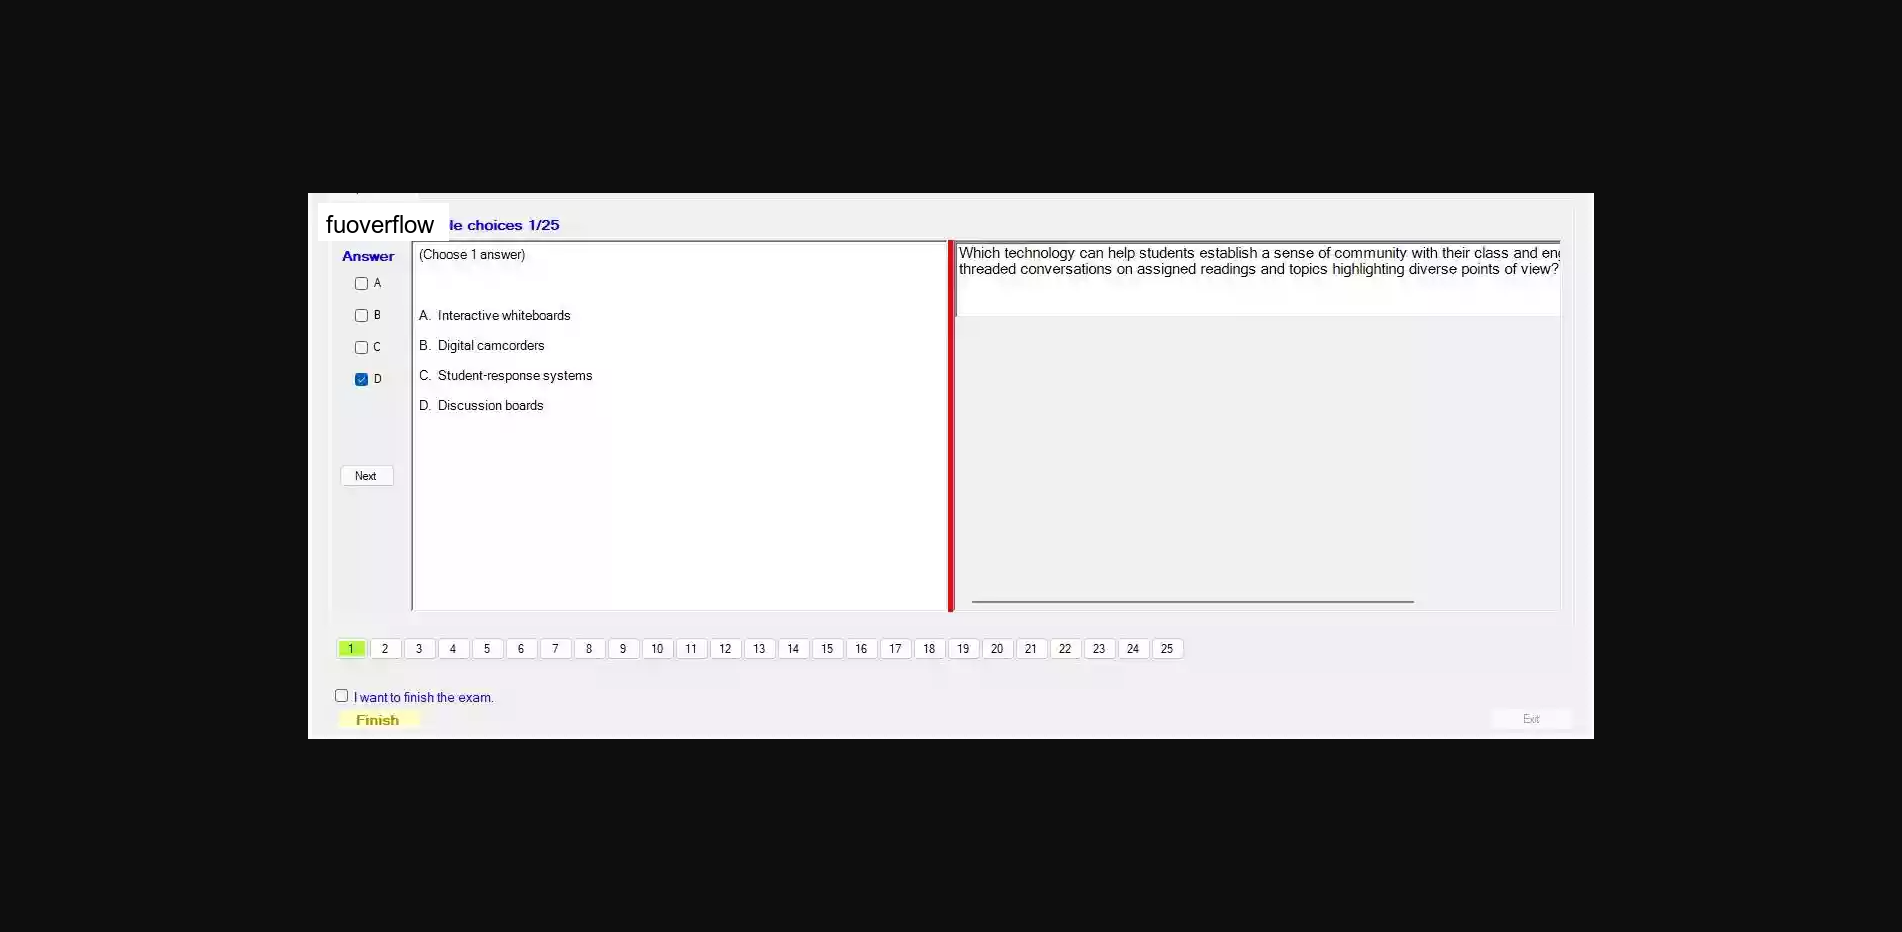 fuoverflow
le choices 1/25
Answer
(Choose 1 answer)
A
B
C
D
A. Interactive whiteboards
B. Digital camcorders
C. Student-response systems
D. Discussion boards
Next
Which technology can help students establish a sense of community with their class and
threaded conversations on assigned readings and topics highlighting diverse points of view?
1 2 3 4 5 6 7 8 9 10 11 12 13 14 15 16 17 18 19 20 21 22 23 24 25
I want to finish the exam.
Finish
Exit